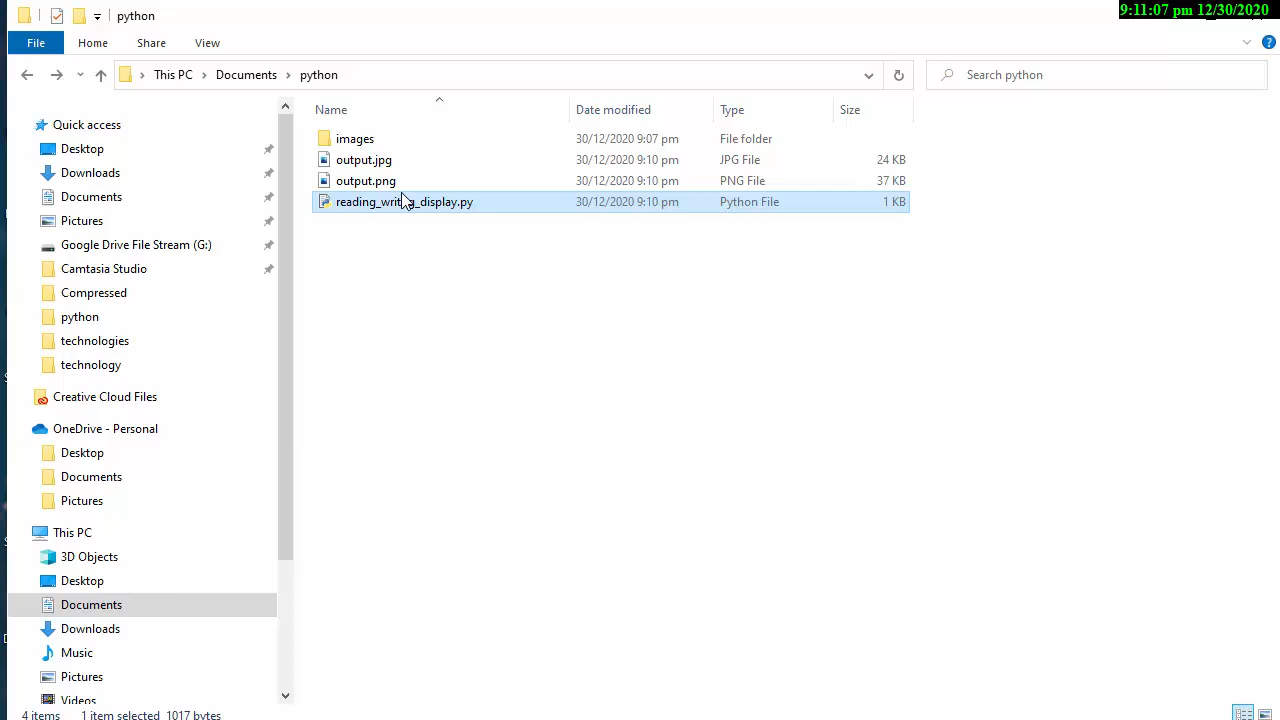 python
9:11:07 pm 12/30/2020
File Home Share View
This PC Documents python
Search python
Name Date modified Type Size
images 30/12/2020 9:07 pm File folder
output.jpg 30/12/2020 9:10 pm JPG File 24 KB
output.png 30/12/2020 9:10 pm PNG File 37 KB
reading_writing_display.py 30/12/2020 9:10 pm Python File 1 KB
Quick access
Desktop
Downloads
Documents
Pictures
Google Drive File Stream (G:)
Camtasia Studio
Compressed
python
technologies
technology
Creative Cloud Files
OneDrive - Personal
Desktop
Documents
Pictures
This PC
3D Objects
Desktop
Documents
Downloads
Music
Pictures
Videos
4 items 1 item selected 1017 bytes